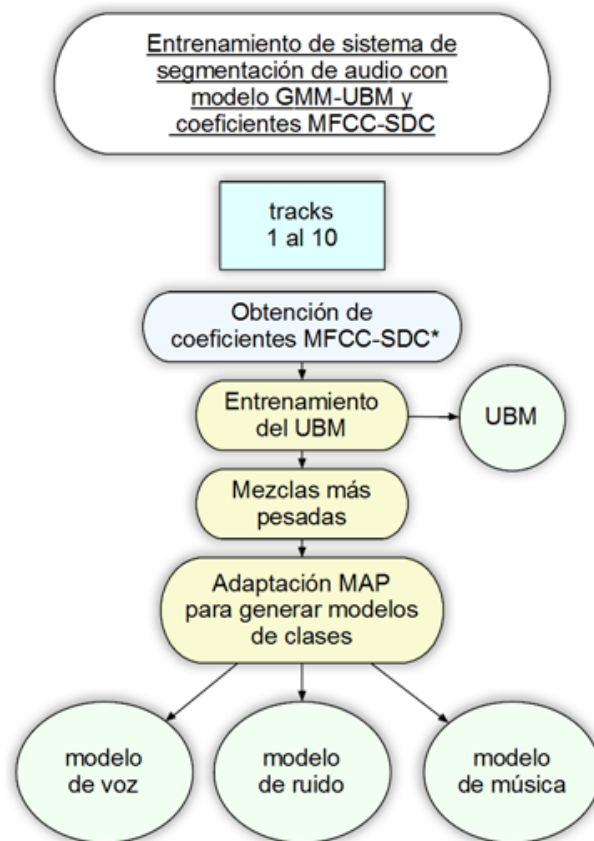 Entrenamiento de sistema de
segmentación de audio con
modelo GMM-UBM y
coeficientes MFCC-SDC
tracks
1 al 10
Obtención de
coeficientes MFCC-SDC*
Entrenamiento
del UBM
UBM
Mezclas más
pesadas
Adaptación MAP
para generar modelos
de clases
modelo
de voz
modelo
de ruido
modelo
de música